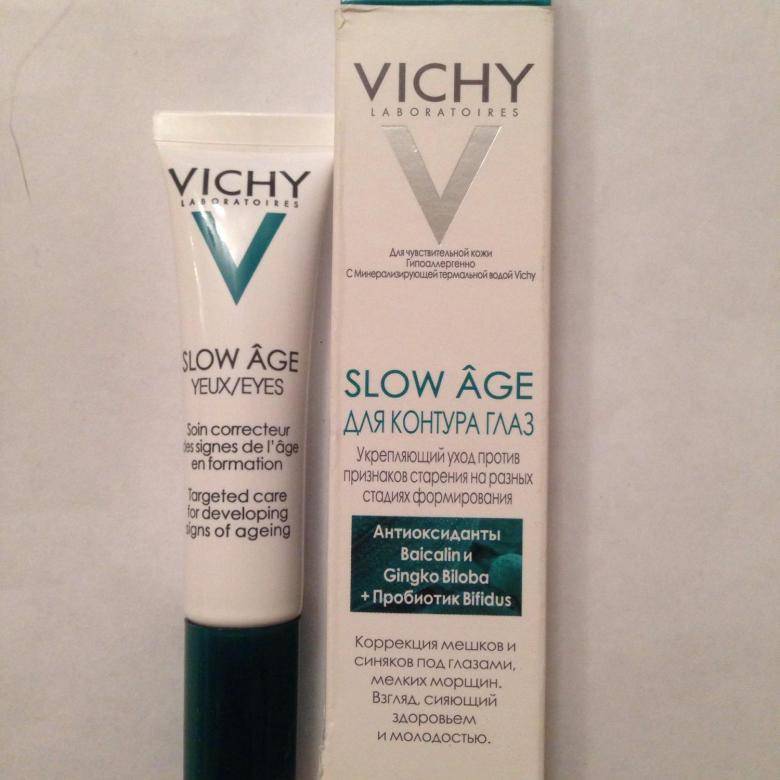 VICHY
LABORATOIRES
SLOW ÂGE
YEUX/EYES
Soin correcteur
des signes de l'âge
en formation
Targeted care
for developing
signs of ageing
VICHY
LABORATOIRES
Для чувствительной кожи
Гипоаллергенно
С Минерализирующей термальной водой Vichy
SLOW ÂGE
ДЛЯ КОНТУРА ГЛАЗ
Укрепляющий уход против
признаков старения на разных
стадиях формирования
Антиоксиданты
Baicalin и
Gingko Biloba
+ Пробиотик Bifidus
Коррекция мешков и
синяков под глазами,
мелких морщин.
Взгляд, сияющий
здоровьем
и молодостью.